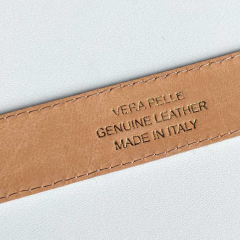 VERA PELLE
GENUINE LEATHER
MADE IN ITALY